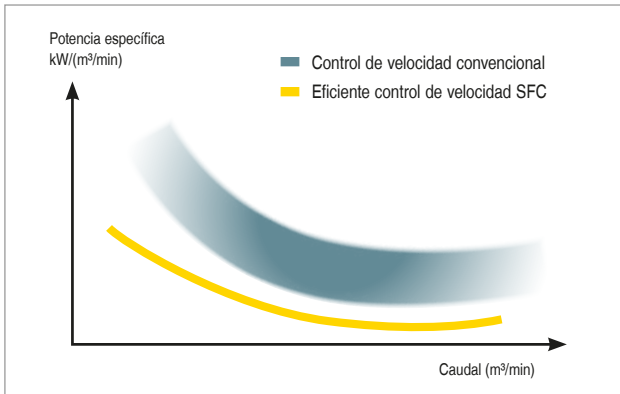 Potencia específica
kW/(m³/min)
Control de velocidad convencional
Eficiente control de velocidad SFC
Caudal (m³/min)